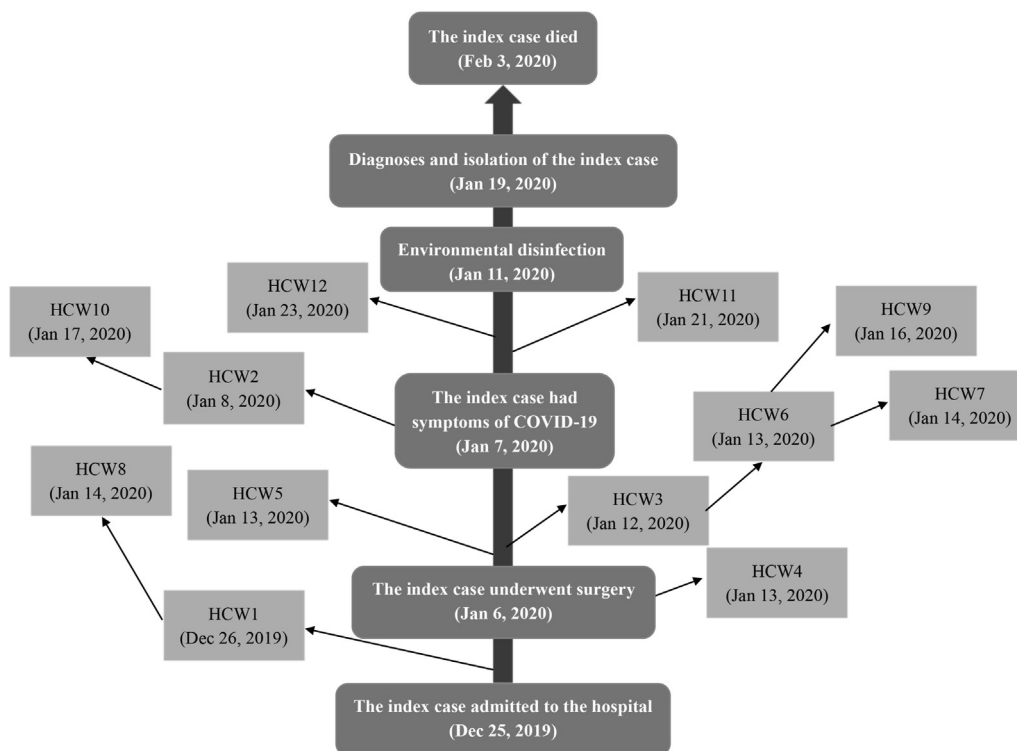 The index case died
(Feb 3, 2020)
Diagnoses and isolation of the index case
(Jan 19, 2020)
Environmental disinfection
(Jan 11, 2020)
HCW12
(Jan 23, 2020)
HCW11
(Jan 21, 2020)
HCW10
(Jan 17, 2020)
HCW9
(Jan 16, 2020)
HCW2
(Jan 8, 2020)
The index case had
symptoms of COVID-19
(Jan 7, 2020)
HCW6
(Jan 13, 2020)
HCW7
(Jan 14, 2020)
HCW8
(Jan 14, 2020)
HCW5
(Jan 13, 2020)
HCW3
(Jan 12, 2020)
The index case underwent surgery
(Jan 6, 2020)
HCW4
(Jan 13, 2020)
HCW1
(Dec 26, 2019)
The index case admitted to the hospital
(Dec 25, 2019)